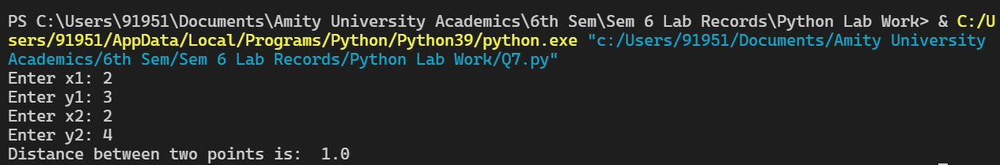 PS C:\Users\91951\Documents\Amity University Academics\6th Sem\Sem 6 Lab Records\Python Lab Work> & C:/U
sers/91951/AppData/Local/Programs/Python/Python39/python.exe "c:/Users/91951/Documents/Amity University
Academics/6th Sem/Sem 6 Lab Records/Python Lab Work/Q7.py"
Enter x1: 2
Enter y1: 3
Enter x2: 2
Enter y2: 4
Distance between two points is:  1.0